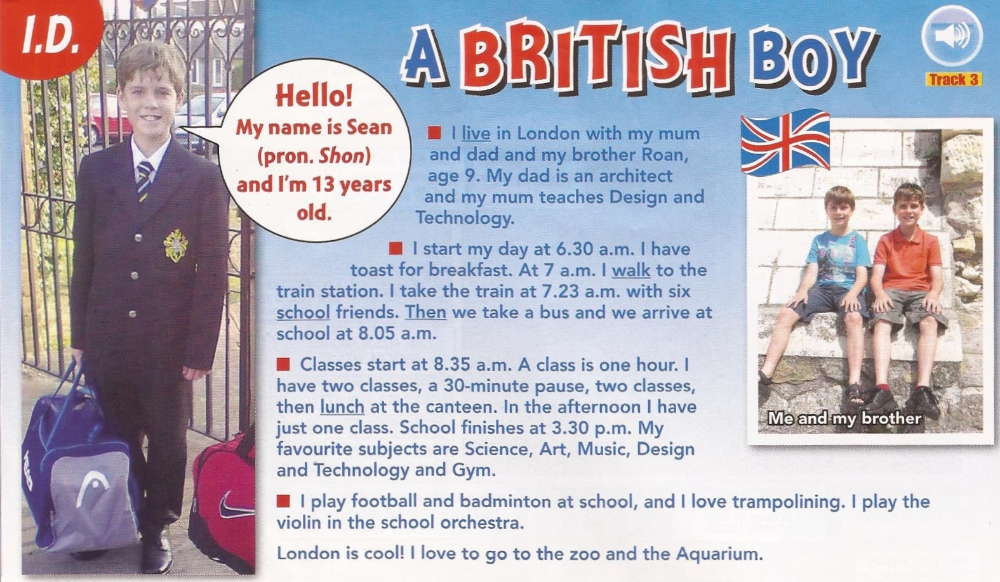 I.D.
A BRITISH BOY
Track 3
Hello!
My name is Sean
(pron. Shon)
and I'm 13 years
old.
■ I live in London with my mum
and dad and my brother Roan,
age 9. My dad is an architect
and my mum teaches Design and
Technology.
■ I start my day at 6.30 a.m. I have
toast for breakfast. At 7 a.m. I walk to the
train station. I take the train at 7.23 a.m. with six
school friends. Then we take a bus and we arrive at
school at 8.05 a.m.
■ Classes start at 8.35 a.m. A class is one hour. I
have two classes, a 30-minute pause, two classes,
then lunch at the canteen. In the afternoon I have
just one class. School finishes at 3.30 p.m. My
favourite subjects are Science, Art, Music, Design
and Technology and Gym.
■ I play football and badminton at school, and I love trampolining. I play the
violin in the school orchestra.
London is cool! I love to go to the zoo and the Aquarium.
Me and my brother